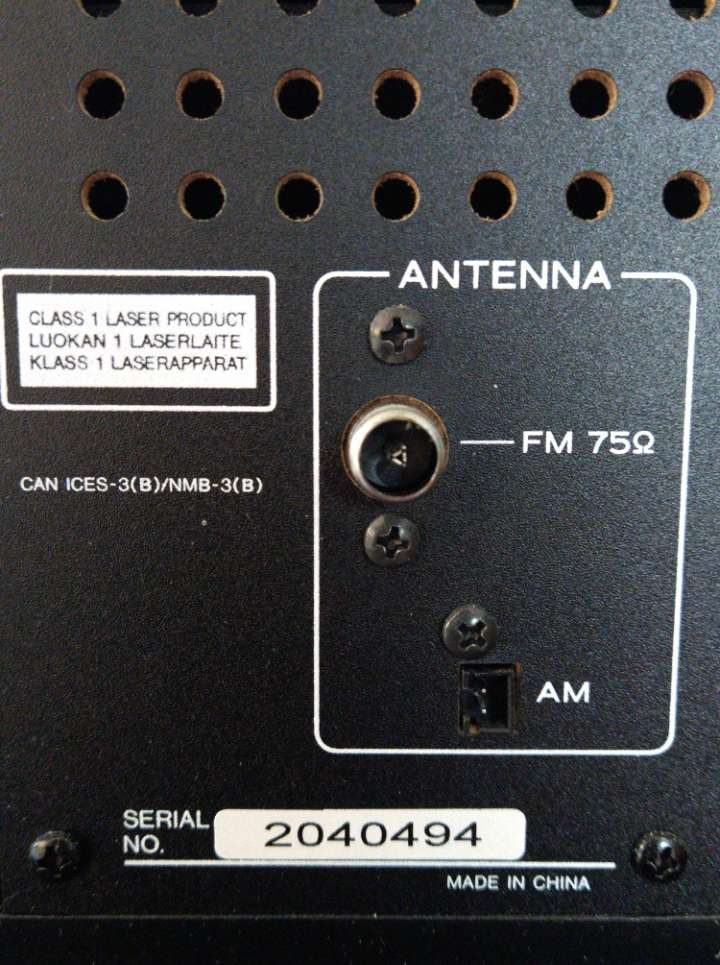 ANTENNA
CLASS 1 LASER PRODUCT
LUOKAN 1 LASERLAITE
KLASS 1 LASERAPPARAT
FM 75Ω
CAN ICES-3(B)/NMB-3(B)
AM
SERIAL
NO.
2040494
MADE IN CHINA